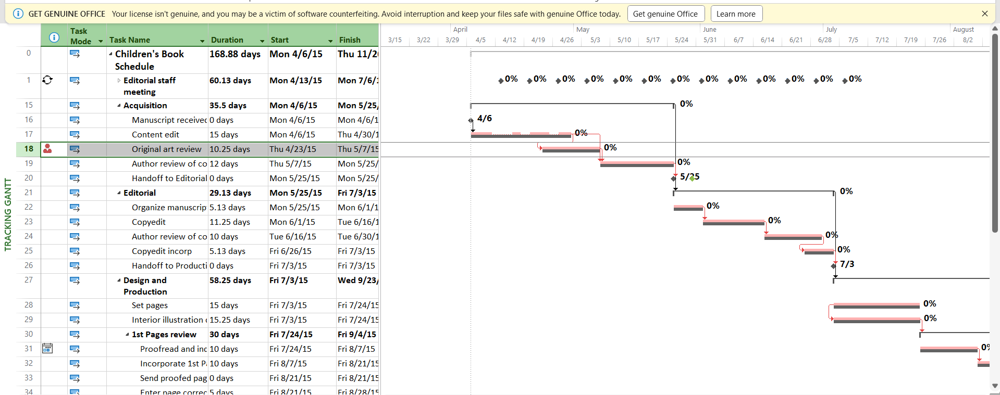 GET GENUINE OFFICE Your license isn't genuine, and you may be a victim of software counterfeiting. Avoid interruption and keep your files safe with genuine Office today. Get genuine Office Learn more
Task Mode Task Name Duration Start Finish
April May June July August
3/15 3/22 3/29 4/5 4/12 4/19 4/26 5/3 5/10 5/17 5/24 5/31 6/7 6/14 6/21 6/28 7/5 7/12 7/19 7/26 8/2
0 Children's Book Schedule 168.88 days Mon 4/6/15 Thu 11/26
1 Editorial staff meeting 60.13 days Mon 4/13/15 Mon 7/6/1 0% 0% 0% 0% 0% 0% 0% 0% 0% 0% 0% 0% 0%
15 Acquisition 35.5 days Mon 4/6/15 Mon 5/25/ 0%
16 Manuscript received 0 days Mon 4/6/15 Mon 4/6/1 4/6
17 Content edit 15 days Mon 4/6/15 Thu 4/30/1 0%
18 Original art review 10.25 days Thu 4/23/15 Thu 5/7/15 0%
19 Author review of co 12 days Thu 5/7/15 Mon 5/25/ 0%
20 Handoff to Editorial 0 days Mon 5/25/15 Mon 5/25/ 5/25
21 Editorial 29.13 days Mon 5/25/15 Fri 7/3/15 0%
22 Organize manuscrip 5.13 days Mon 5/25/15 Mon 6/1/1 0%
23 Copyedit 11.25 days Mon 6/1/15 Tue 6/16/1 0%
24 Author review of co 10 days Tue 6/16/15 Tue 6/30/1 0%
25 Copyedit incorp 5.13 days Fri 6/26/15 Fri 7/3/15 0%
26 Handoff to Producti 0 days Fri 7/3/15 Fri 7/3/15 7/3
27 Design and Production 58.25 days Fri 7/3/15 Wed 9/23/
28 Set pages 15 days Fri 7/3/15 Fri 7/24/15 0%
29 Interior illustration 15.25 days Fri 7/3/15 Fri 7/24/15 0%
30 1st Pages review 30 days Fri 7/24/15 Fri 9/4/15
31 Proofread and inc 10 days Fri 7/24/15 Fri 8/7/15 0%
32 Incorporate 1st P 10 days Fri 8/7/15 Fri 8/21/15
33 Send proofed pag 0 days Fri 8/21/15 Fri 8/21/15
34 Enter page correc 5 days Fri 8/21/15 Fri 8/28/15
TRACKING GANTT